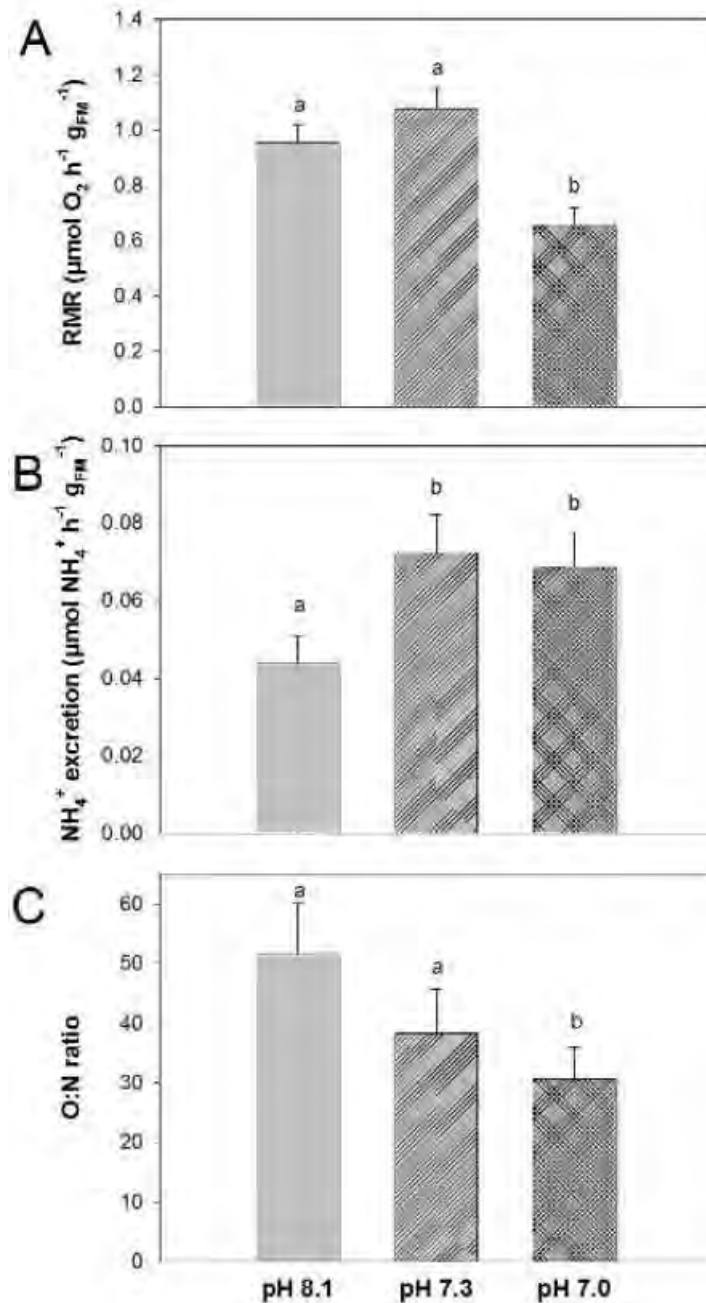 A
RMR (µmol O₂ h⁻¹ g_FM⁻¹)
1.4
1.2
1.0
0.8
0.6
0.4
0.2
0.0
a
a
b
B
NH₄⁺ excretion (µmol NH₄⁺ h⁻¹ g_FM⁻¹)
0.10
0.08
0.06
0.04
0.02
0.00
a
b
b
C
O:N ratio
60
50
40
30
20
10
0
a
a
b
pH 8.1 pH 7.3 pH 7.0